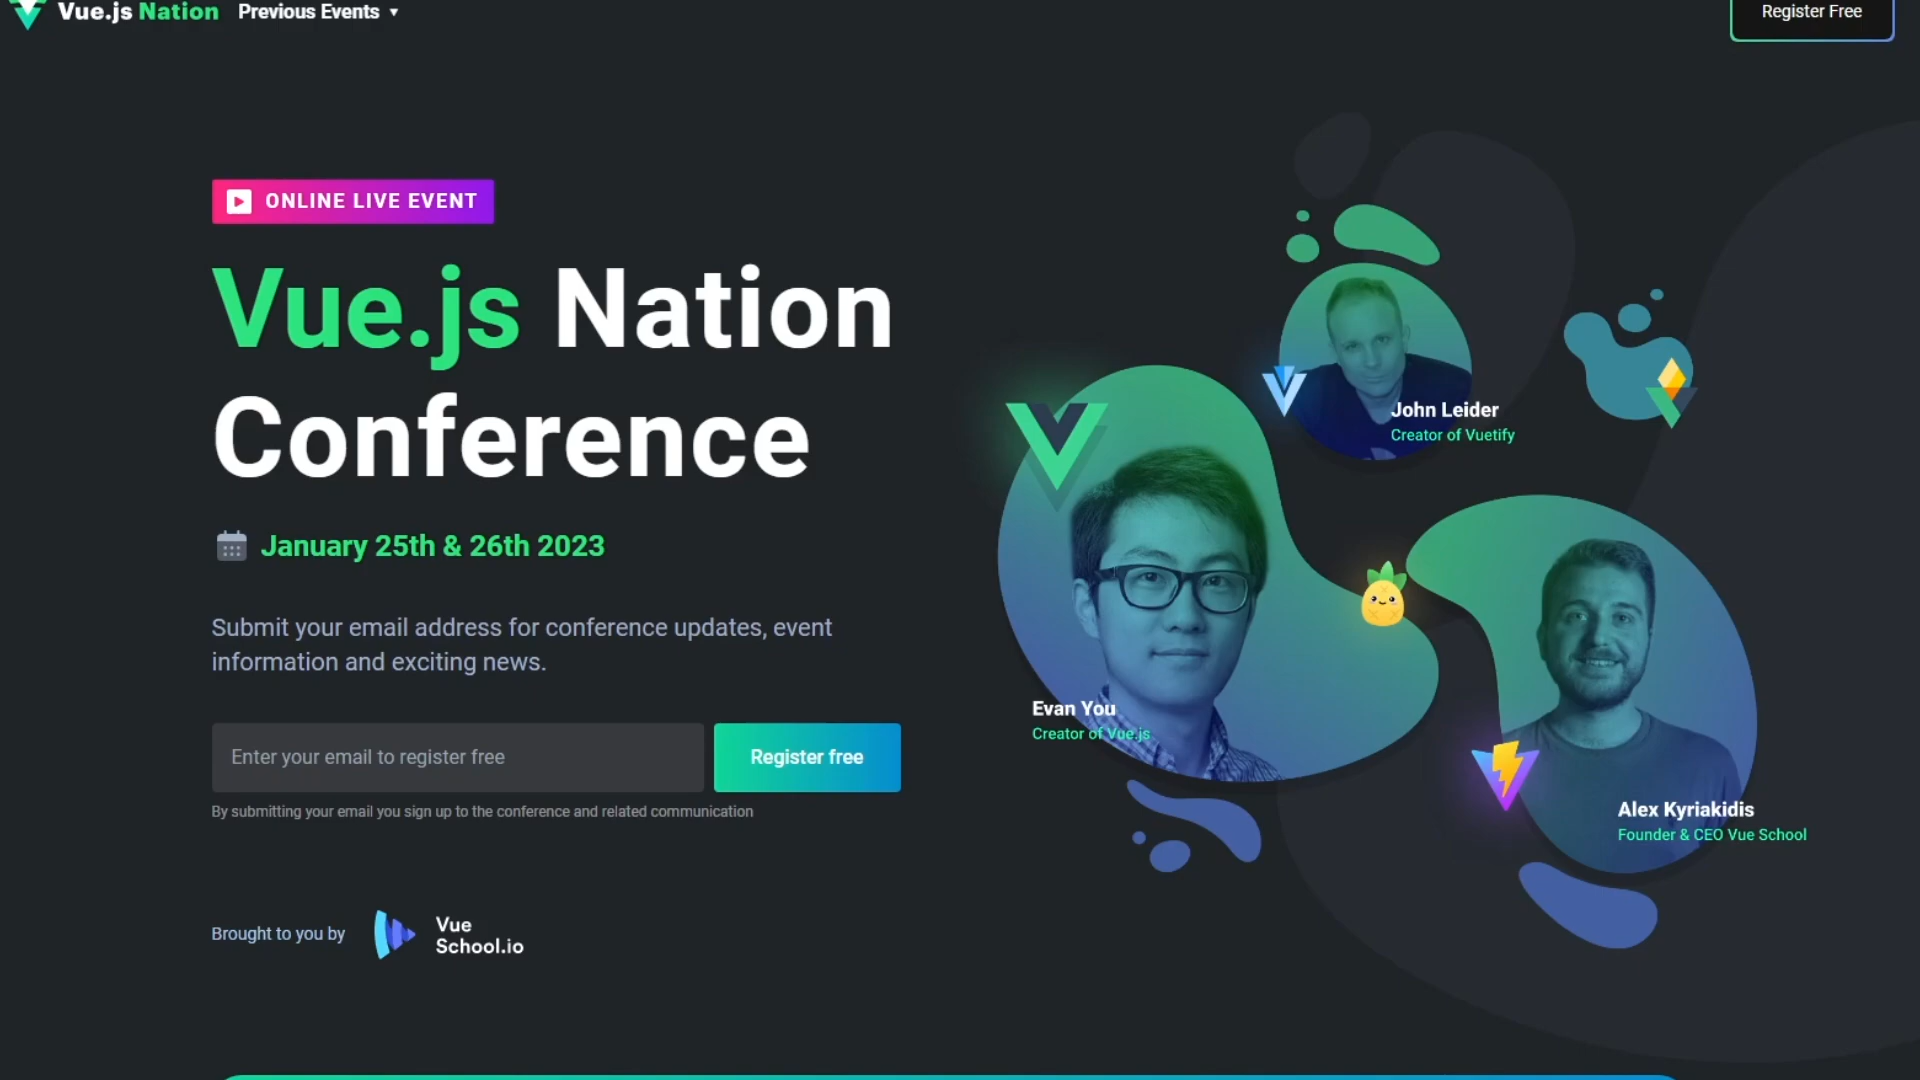 Vue.js Nation
Previous Events
Register Free
ONLINE LIVE EVENT
Vue.js Nation
Conference
January 25th & 26th 2023
Submit your email address for conference updates, event
information and exciting news.
Enter your email to register free
Register free
By submitting your email you sign up to the conference and related communication
Brought to you by
Vue
School.io
John Leider
Creator of Vuetify
Evan You
Creator of Vue.js
Alex Kyriakidis
Founder & CEO Vue School